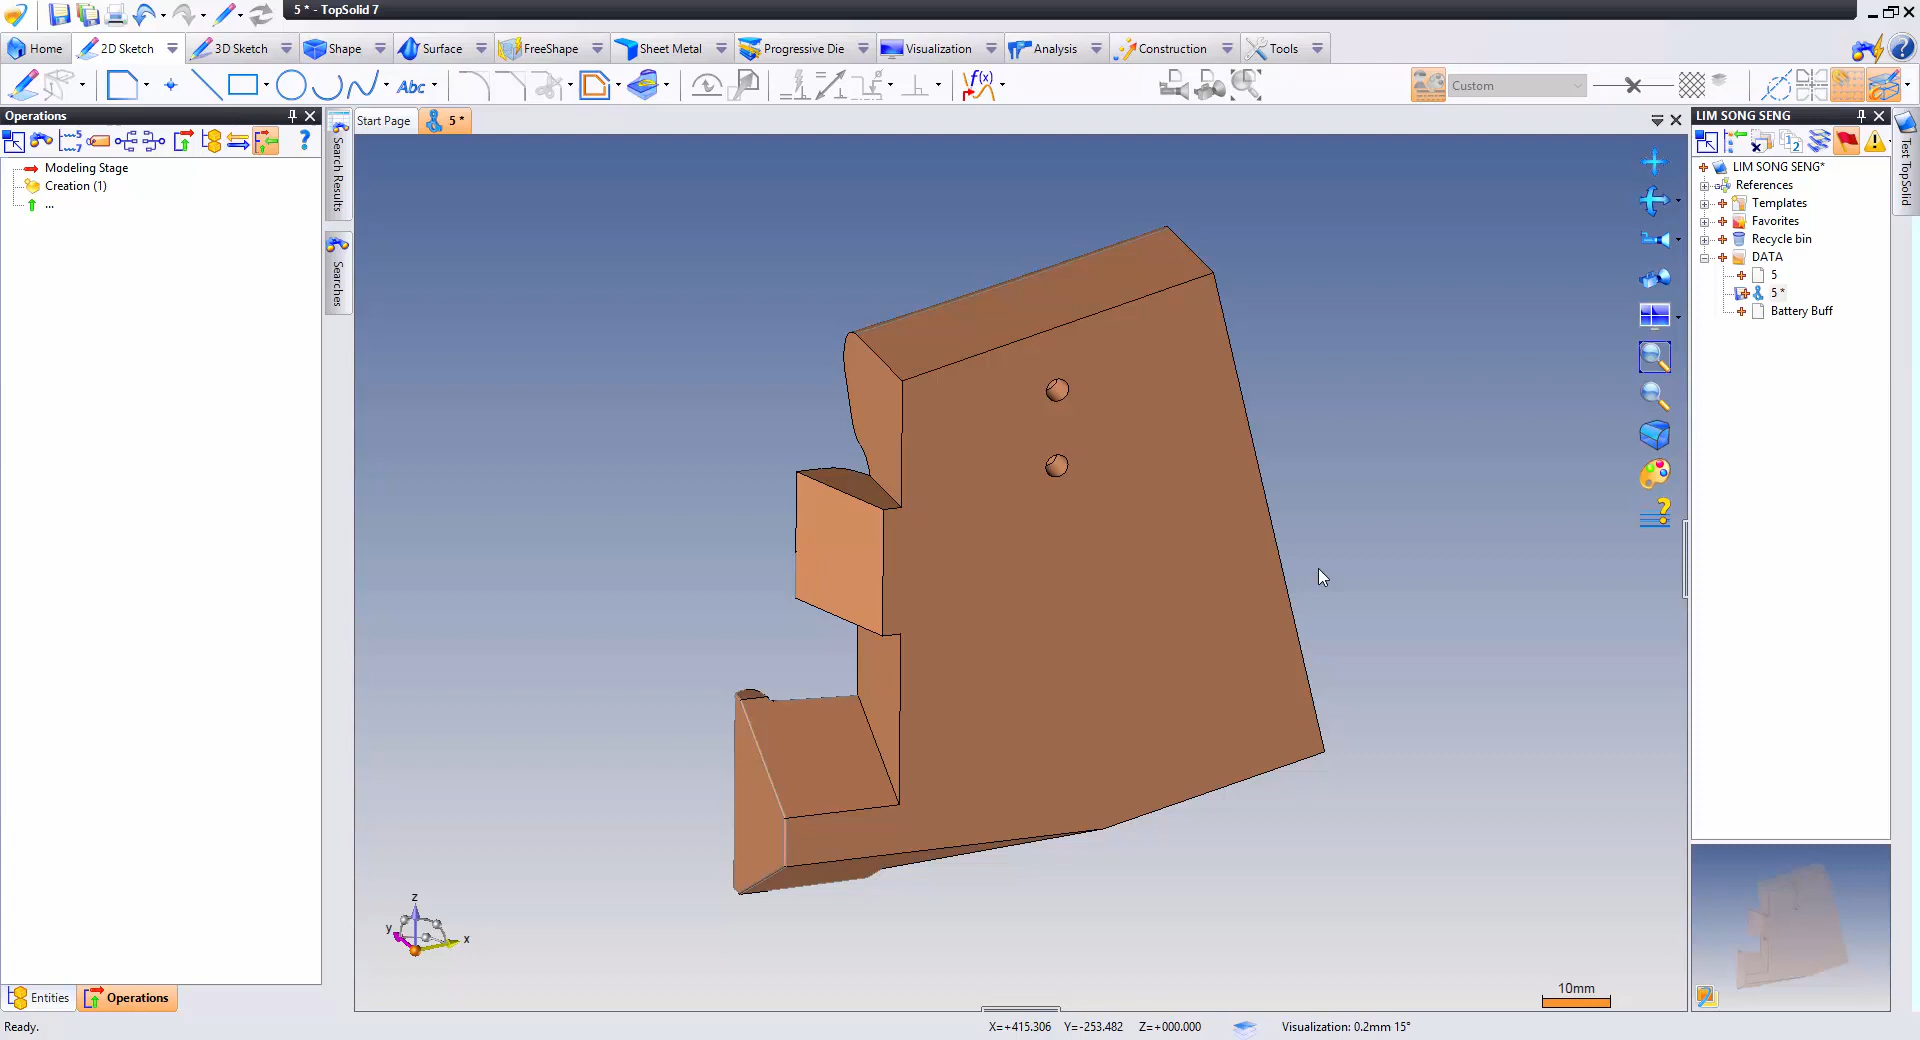 5 * - TopSolid 7
Home 2D Sketch 3D Sketch Shape Surface FreeShape Sheet Metal Progressive Die Visualization Analysis Construction Tools
Abc f(x) Custom
Operations
Start Page 5 *
LIM SONG SENG
Modeling Stage
Creation (1)
...
Search Results
Searches
LIM SONG SENG*
References
Templates
Favorites
Recycle bin
DATA
5
5 *
Battery Buff
Test TopSolid
z
y
x
10mm
Entities Operations
Ready.
X=+415.306 Y=-253.482 Z=+000.000 Visualization: 0.2mm 15°